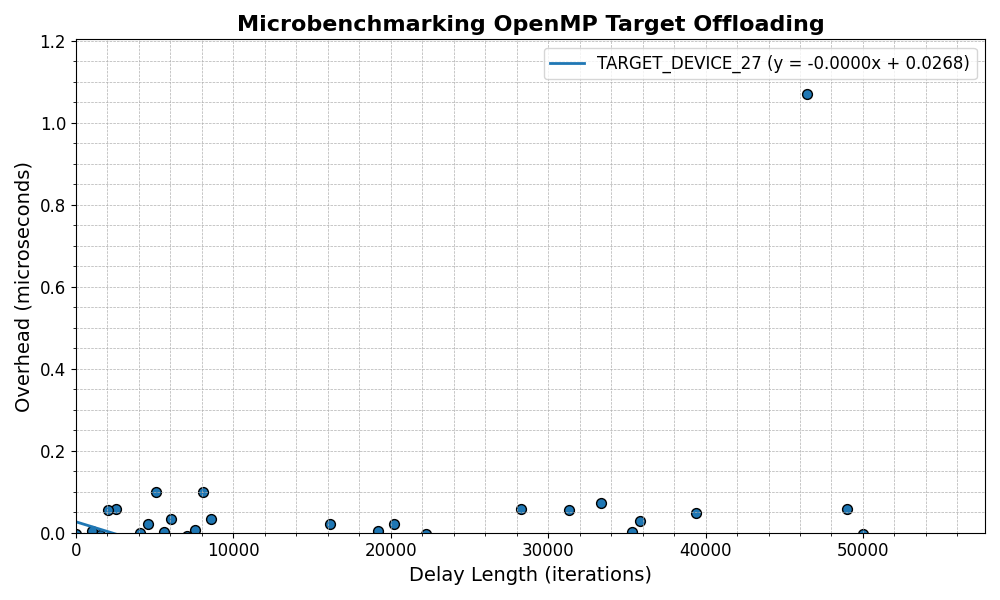 Microbenchmarking OpenMP Target Offloading
TARGET_DEVICE_27 (y = -0.0000x + 0.0268)
Overhead (microseconds)
1.2
1.0
0.8
0.6
0.4
0.2
0.0
0 10000 20000 30000 40000 50000
Delay Length (iterations)